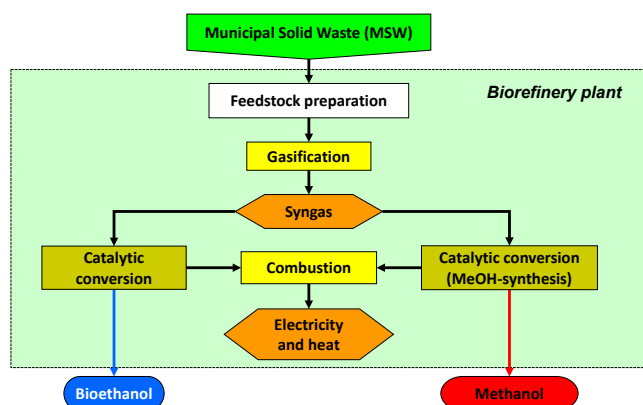 Municipal Solid Waste (MSW)
Biorefinery plant
Feedstock preparation
Gasification
Syngas
Catalytic
conversion
Combustion
Catalytic conversion
(MeOH-synthesis)
Electricity
and heat
Bioethanol
Methanol